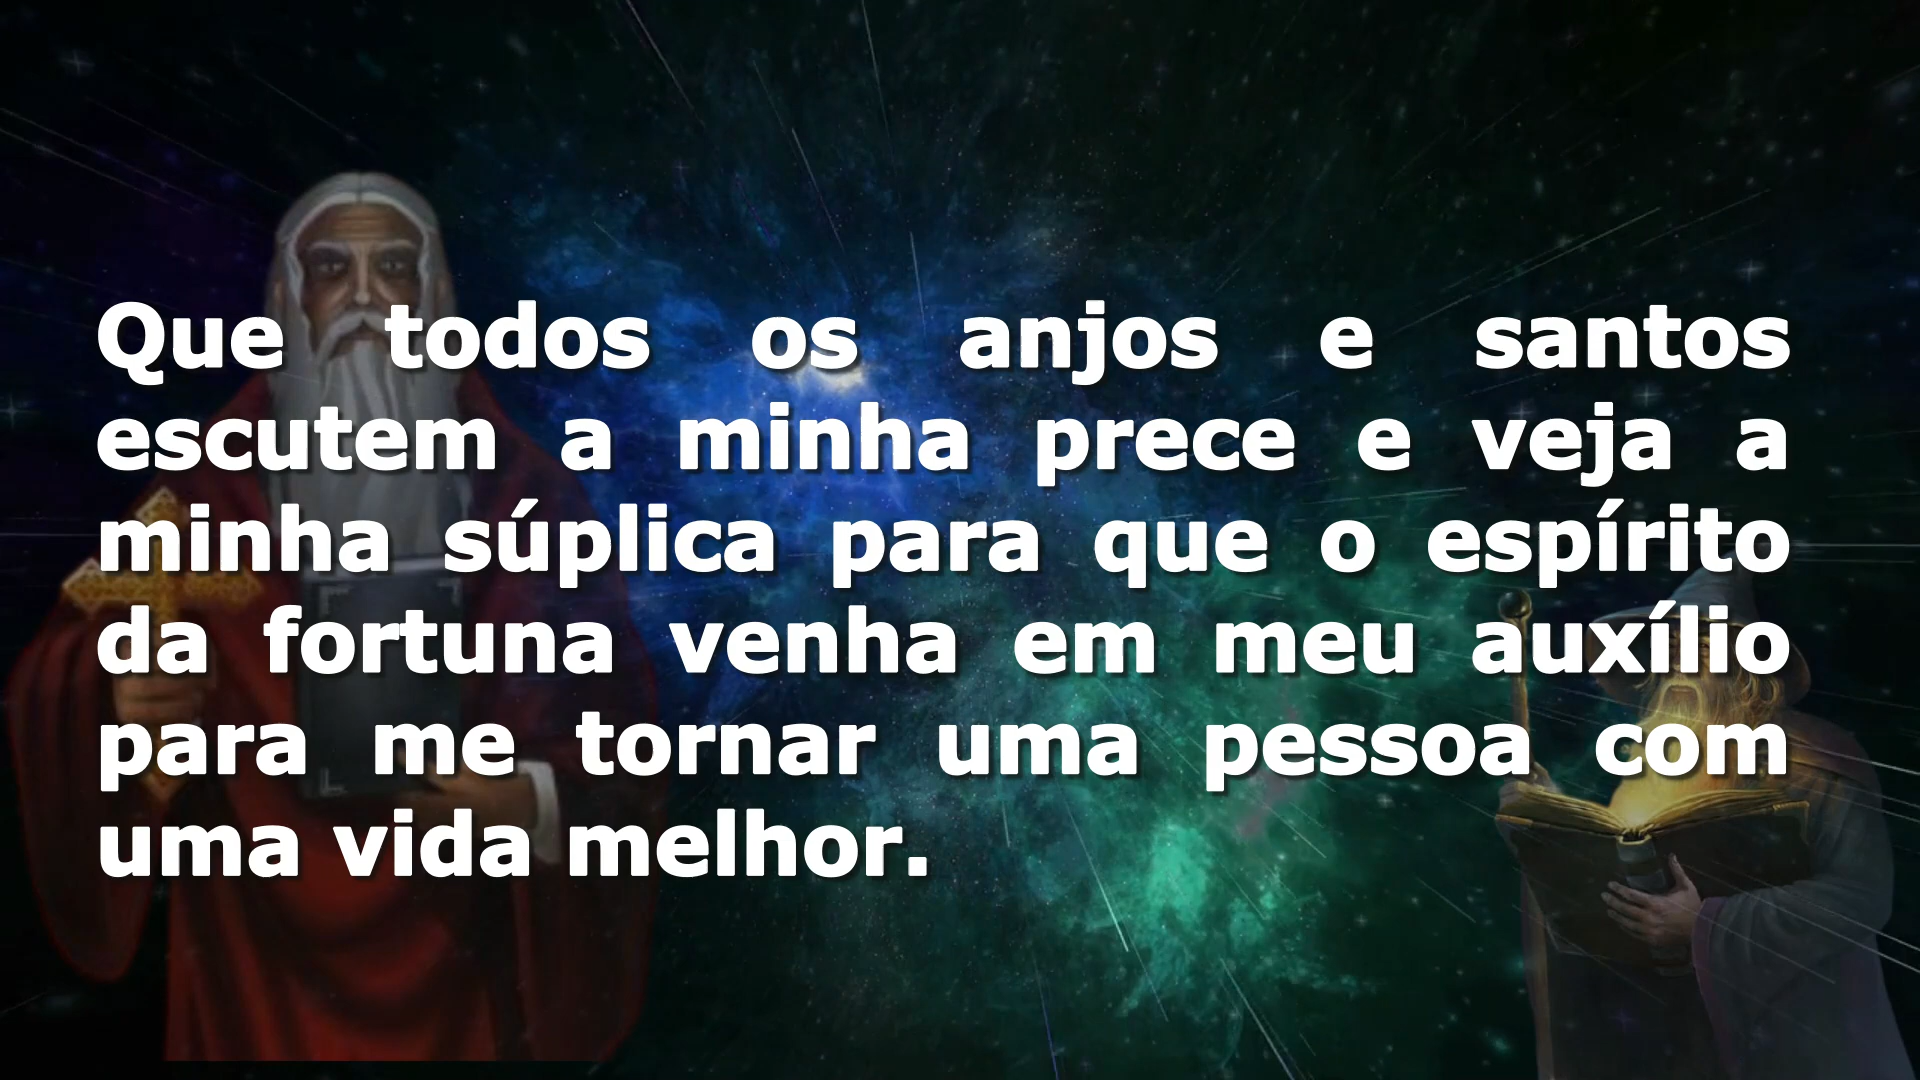 Que todos os anjos e santos
escutem a minha prece e veja a
minha súplica para que o espírito
da fortuna venha em meu auxílio
para me tornar uma pessoa com
uma vida melhor.